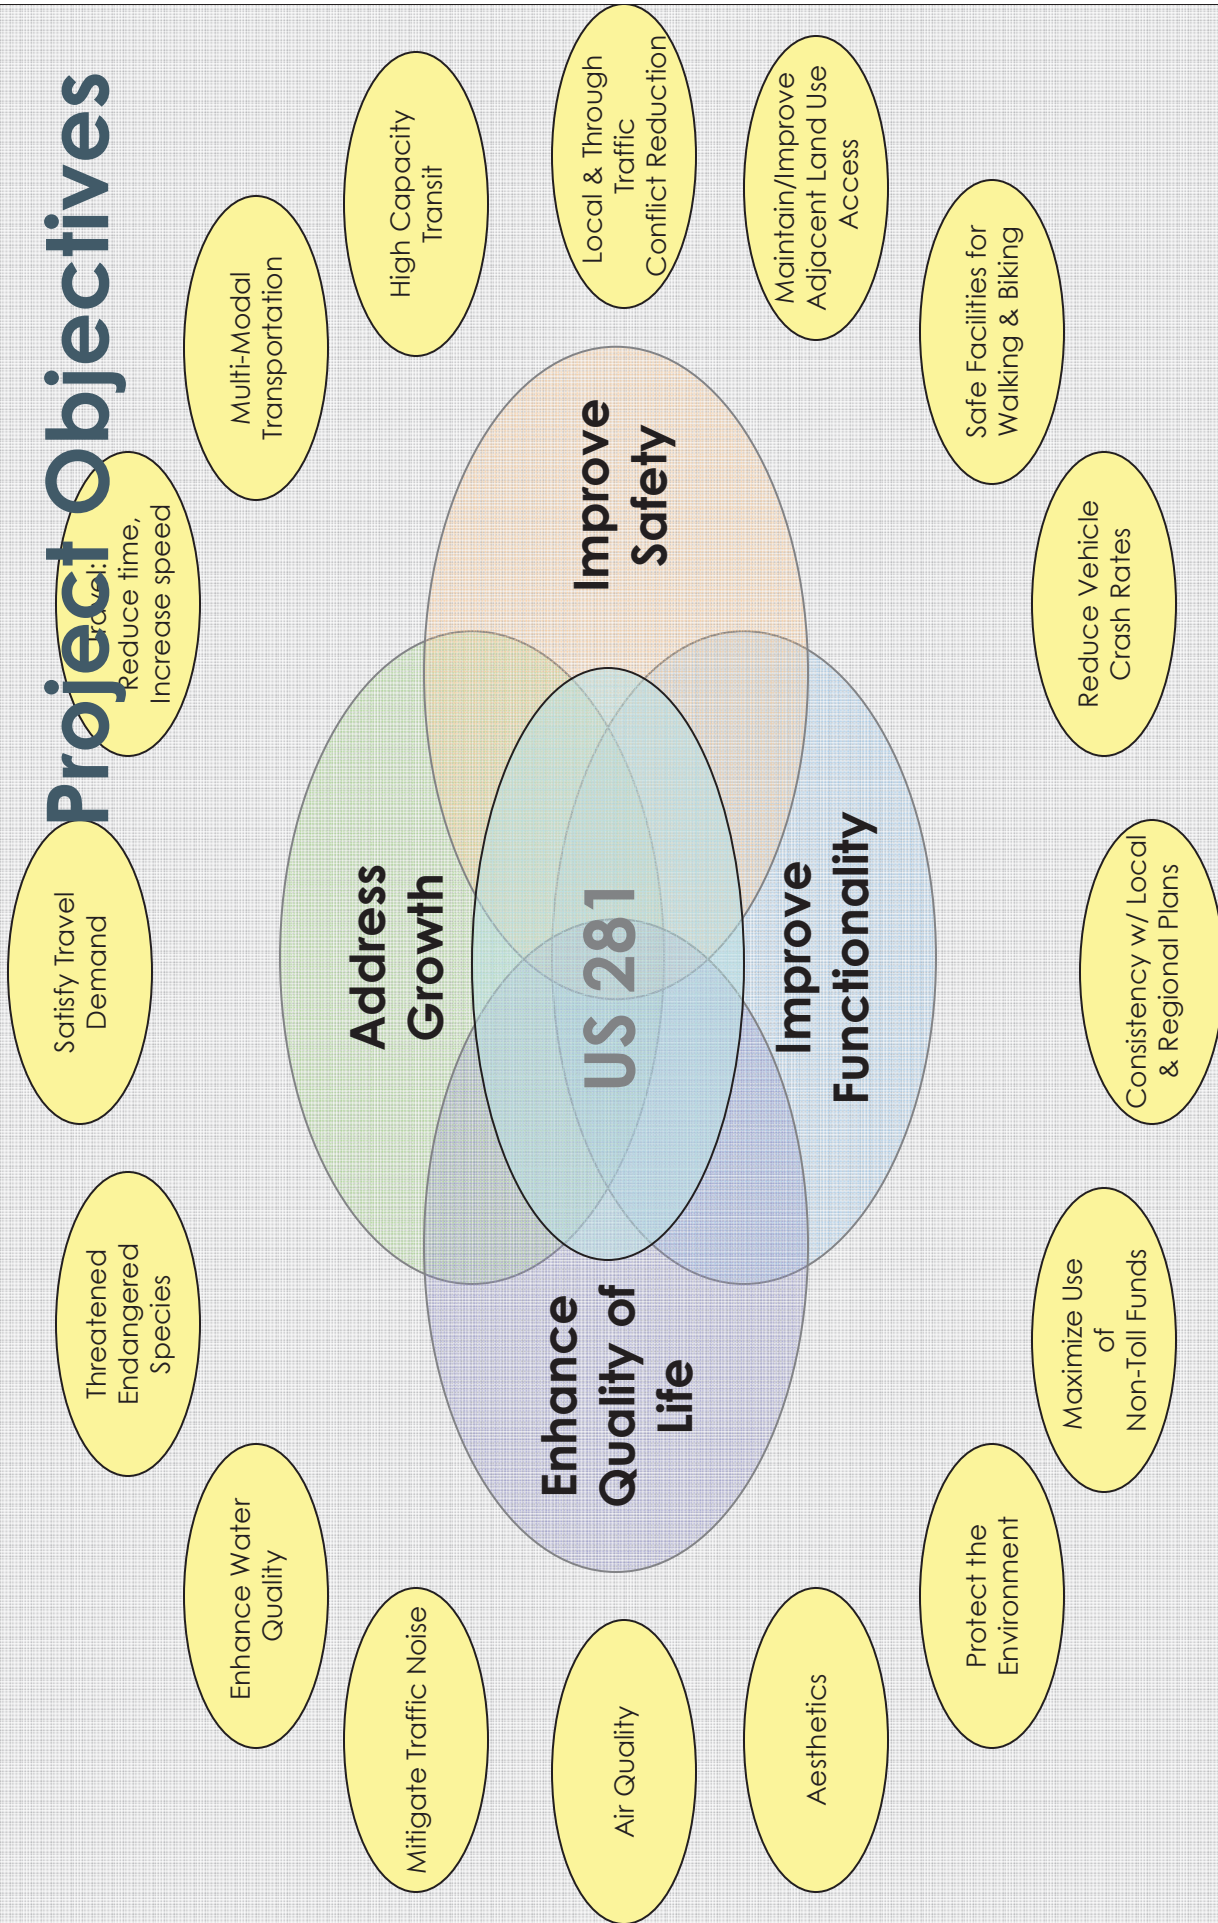 Project Objectives
Satisfy Travel
Demand
Travel:
Reduce time,
Increase speed
Multi-Modal
Transportation
High Capacity
Transit
Local & Through
Traffic
Conflict Reduction
Maintain/Improve
Adjacent Land Use
Access
Safe Facilities for
Walking & Biking
Reduce Vehicle
Crash Rates
Consistency w/ Local
& Regional Plans
Maximize Use
of
Non-Toll Funds
Protect the
Environment
Aesthetics
Air Quality
Mitigate Traffic Noise
Enhance Water
Quality
Threatened
Endangered
Species
Address
Growth
Improve
Safety
Improve
Functionality
Enhance
Quality of
Life
US 281